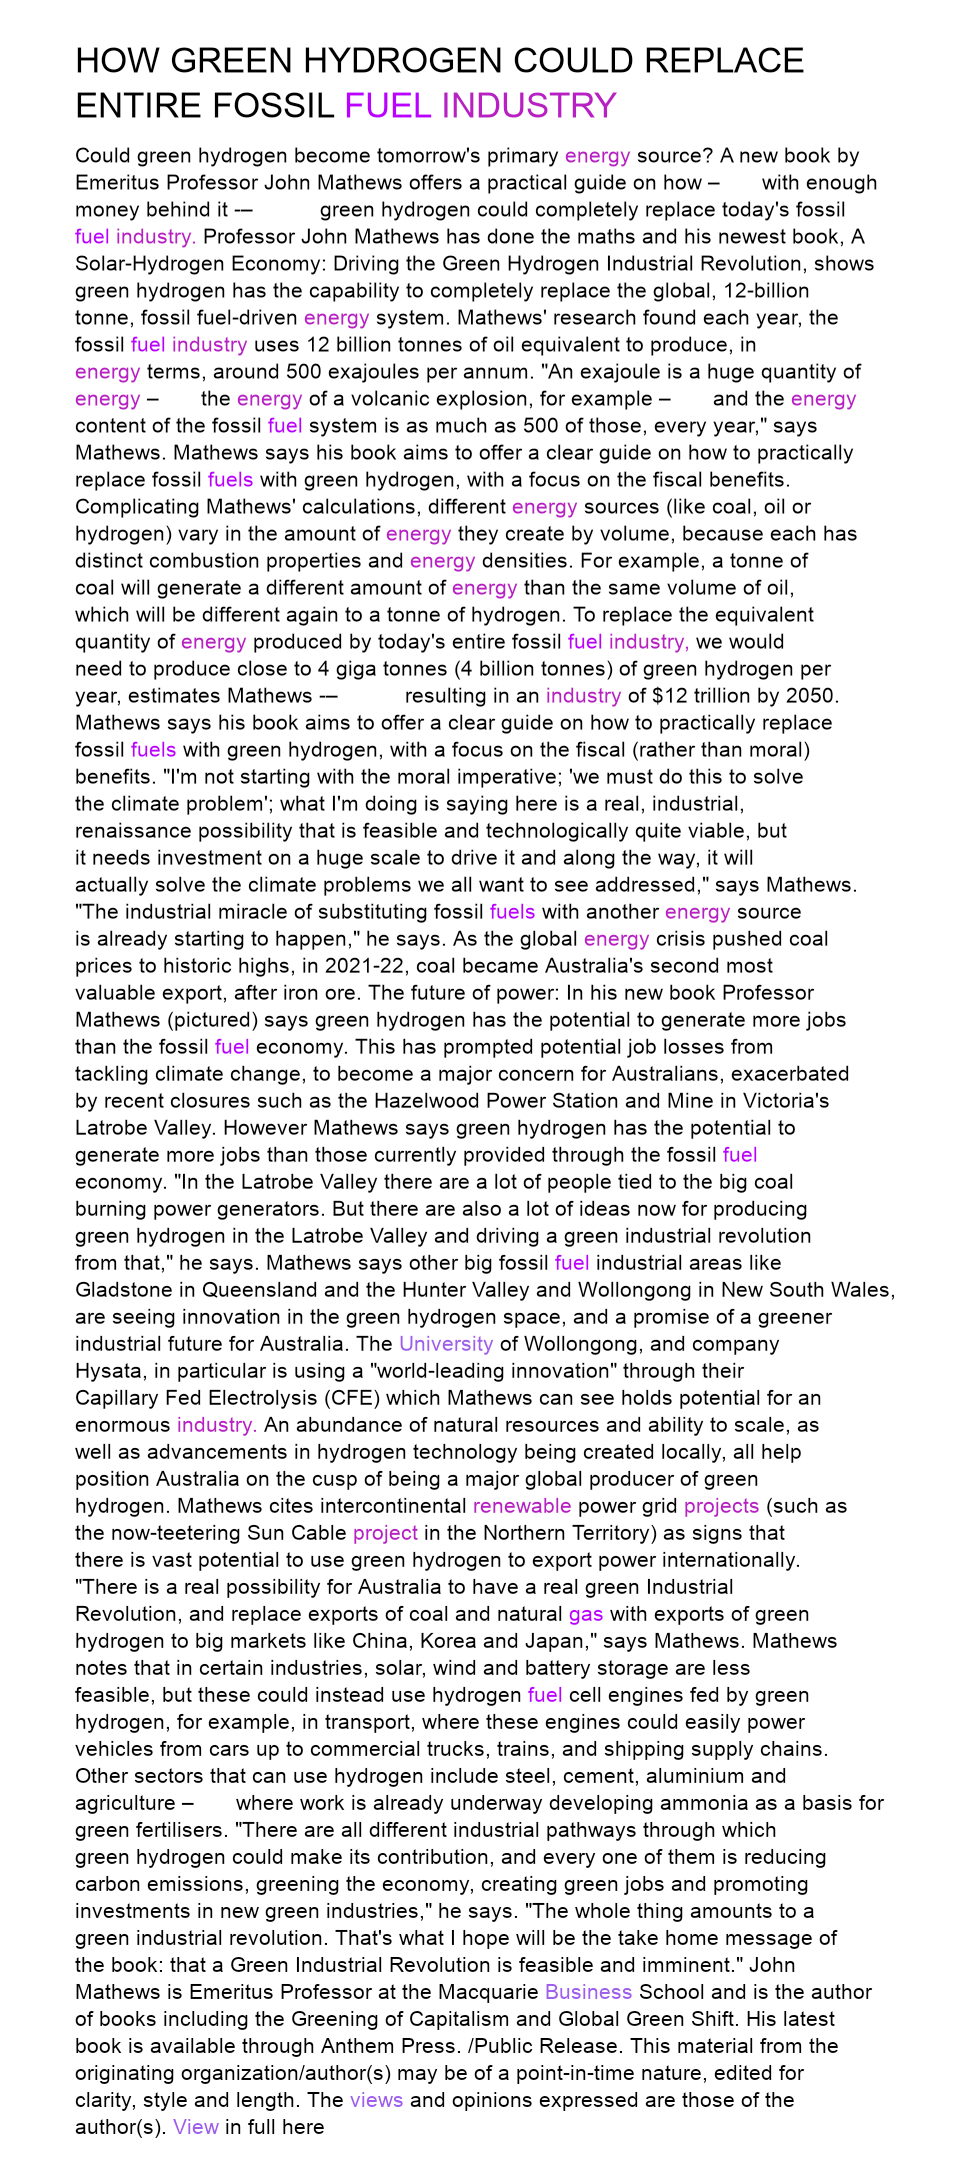 HOW GREEN HYDROGEN COULD REPLACE
ENTIRE FOSSIL FUEL INDUSTRY
Could green hydrogen become tomorrow's primary energy source? A new book by
Emeritus Professor John Mathews offers a practical guide on how – with enough
money behind it -– green hydrogen could completely replace today's fossil
fuel industry. Professor John Mathews has done the maths and his newest book, A
Solar-Hydrogen Economy: Driving the Green Hydrogen Industrial Revolution, shows
green hydrogen has the capability to completely replace the global, 12-billion
tonne, fossil fuel-driven energy system. Mathews' research found each year, the
fossil fuel industry uses 12 billion tonnes of oil equivalent to produce, in
energy terms, around 500 exajoules per annum. "An exajoule is a huge quantity of
energy – the energy of a volcanic explosion, for example – and the energy
content of the fossil fuel system is as much as 500 of those, every year," says
Mathews. Mathews says his book aims to offer a clear guide on how to practically
replace fossil fuels with green hydrogen, with a focus on the fiscal benefits.
Complicating Mathews' calculations, different energy sources (like coal, oil or
hydrogen) vary in the amount of energy they create by volume, because each has
distinct combustion properties and energy densities. For example, a tonne of
coal will generate a different amount of energy than the same volume of oil,
which will be different again to a tonne of hydrogen. To replace the equivalent
quantity of energy produced by today's entire fossil fuel industry, we would
need to produce close to 4 giga tonnes (4 billion tonnes) of green hydrogen per
year, estimates Mathews -– resulting in an industry of $12 trillion by 2050.
Mathews says his book aims to offer a clear guide on how to practically replace
fossil fuels with green hydrogen, with a focus on the fiscal (rather than moral)
benefits. "I'm not starting with the moral imperative; 'we must do this to solve
the climate problem'; what I'm doing is saying here is a real, industrial,
renaissance possibility that is feasible and technologically quite viable, but
it needs investment on a huge scale to drive it and along the way, it will
actually solve the climate problems we all want to see addressed," says Mathews.
"The industrial miracle of substituting fossil fuels with another energy source
is already starting to happen," he says. As the global energy crisis pushed coal
prices to historic highs, in 2021-22, coal became Australia's second most
valuable export, after iron ore. The future of power: In his new book Professor
Mathews (pictured) says green hydrogen has the potential to generate more jobs
than the fossil fuel economy. This has prompted potential job losses from
tackling climate change, to become a major concern for Australians, exacerbated
by recent closures such as the Hazelwood Power Station and Mine in Victoria's
Latrobe Valley. However Mathews says green hydrogen has the potential to
generate more jobs than those currently provided through the fossil fuel
economy. "In the Latrobe Valley there are a lot of people tied to the big coal
burning power generators. But there are also a lot of ideas now for producing
green hydrogen in the Latrobe Valley and driving a green industrial revolution
from that," he says. Mathews says other big fossil fuel industrial areas like
Gladstone in Queensland and the Hunter Valley and Wollongong in New South Wales,
are seeing innovation in the green hydrogen space, and a promise of a greener
industrial future for Australia. The University of Wollongong, and company
Hysata, in particular is using a "world-leading innovation" through their
Capillary Fed Electrolysis (CFE) which Mathews can see holds potential for an
enormous industry. An abundance of natural resources and ability to scale, as
well as advancements in hydrogen technology being created locally, all help
position Australia on the cusp of being a major global producer of green
hydrogen. Mathews cites intercontinental renewable power grid projects (such as
the now-teetering Sun Cable project in the Northern Territory) as signs that
there is vast potential to use green hydrogen to export power internationally.
"There is a real possibility for Australia to have a real green Industrial
Revolution, and replace exports of coal and natural gas with exports of green
hydrogen to big markets like China, Korea and Japan," says Mathews. Mathews
notes that in certain industries, solar, wind and battery storage are less
feasible, but these could instead use hydrogen fuel cell engines fed by green
hydrogen, for example, in transport, where these engines could easily power
vehicles from cars up to commercial trucks, trains, and shipping supply chains.
Other sectors that can use hydrogen include steel, cement, aluminium and
agriculture – where work is already underway developing ammonia as a basis for
green fertilisers. "There are all different industrial pathways through which
green hydrogen could make its contribution, and every one of them is reducing
carbon emissions, greening the economy, creating green jobs and promoting
investments in new green industries," he says. "The whole thing amounts to a
green industrial revolution. That's what I hope will be the take home message of
the book: that a Green Industrial Revolution is feasible and imminent." John
Mathews is Emeritus Professor at the Macquarie Business School and is the author
of books including the Greening of Capitalism and Global Green Shift. His latest
book is available through Anthem Press. /Public Release. This material from the
originating organization/author(s) may be of a point-in-time nature, edited for
clarity, style and length. The views and opinions expressed are those of the
author(s). View in full here